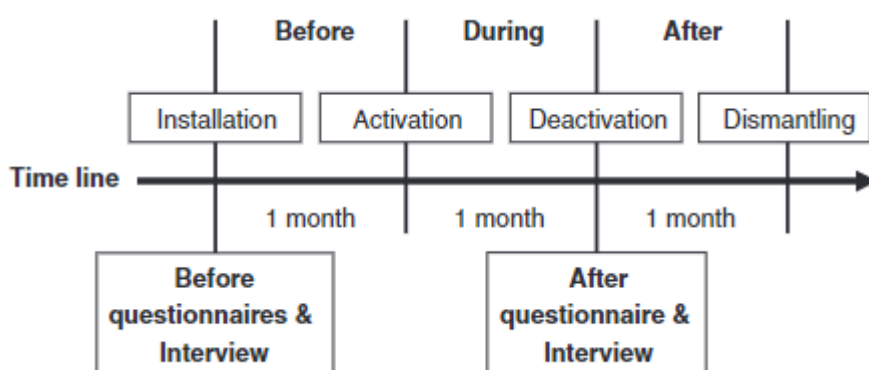 Before During After
Installation Activation Deactivation Dismantling
Time line
1 month 1 month 1 month
Before
questionnaires &
Interview
After
questionnaire &
Interview